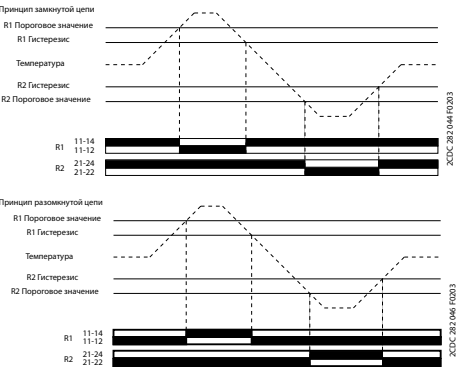 Принцип замкнутой цепи
R1 Пороговое значение
R1 Гистерезис
Температура
R2 Гистерезис
R2 Пороговое значение
R1 11-14
11-12
R2 21-24
21-22
2CDC 282 044 F0203
Принцип разомкнутой цепи
R1 Пороговое значение
R1 Гистерезис
Температура
R2 Гистерезис
R2 Пороговое значение
R1 11-14
11-12
R2 21-24
21-22
2CDC 282 046 F0203